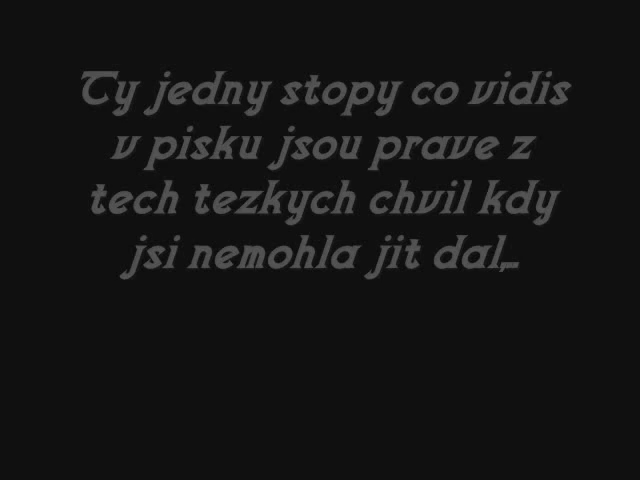 Ty jedny stopy co vidis
v pisku jsou prave z
tech tezkych chvil kdy
jsi nemohla jit dal,..